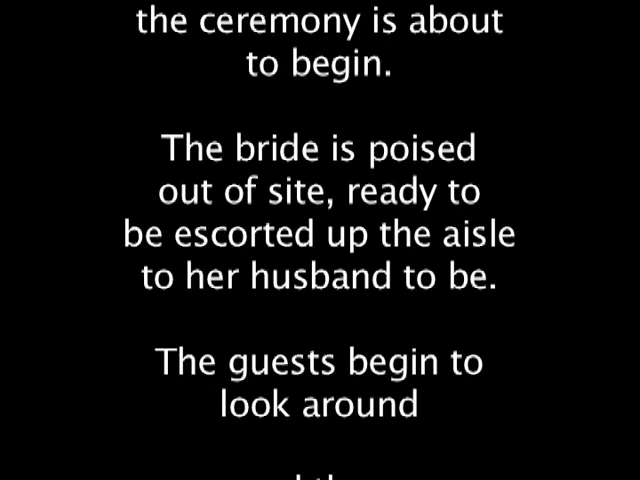 the ceremony is about
to begin.
The bride is poised
out of site, ready to
be escorted up the aisle
to her husband to be.
The guests begin to
look around